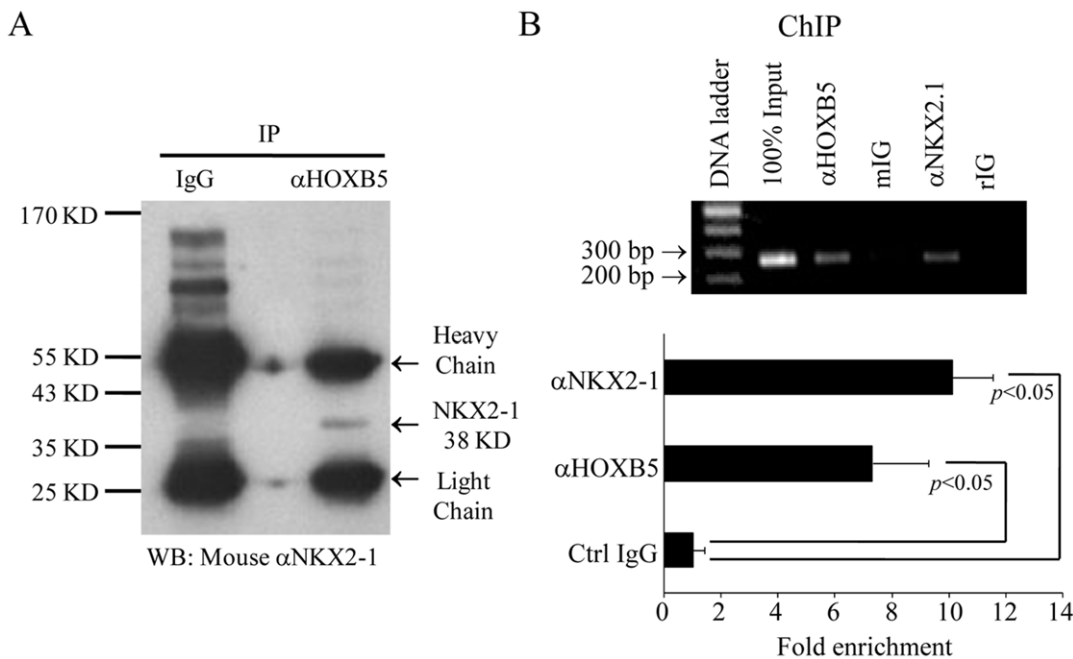 A
IP
IgG αHOXB5
170 KD
55 KD
43 KD
35 KD
25 KD
Heavy
Chain
NKX2-1
38 KD
Light
Chain
WB: Mouse αNKX2-1
B
ChIP
DNA ladder
100% Input
αHOXB5
mIG
αNKX2.1
rIG
300 bp →
200 bp →
αNKX2-1
p<0.05
αHOXB5
p<0.05
Ctrl IgG
0 2 4 6 8 10 12 14
Fold enrichment